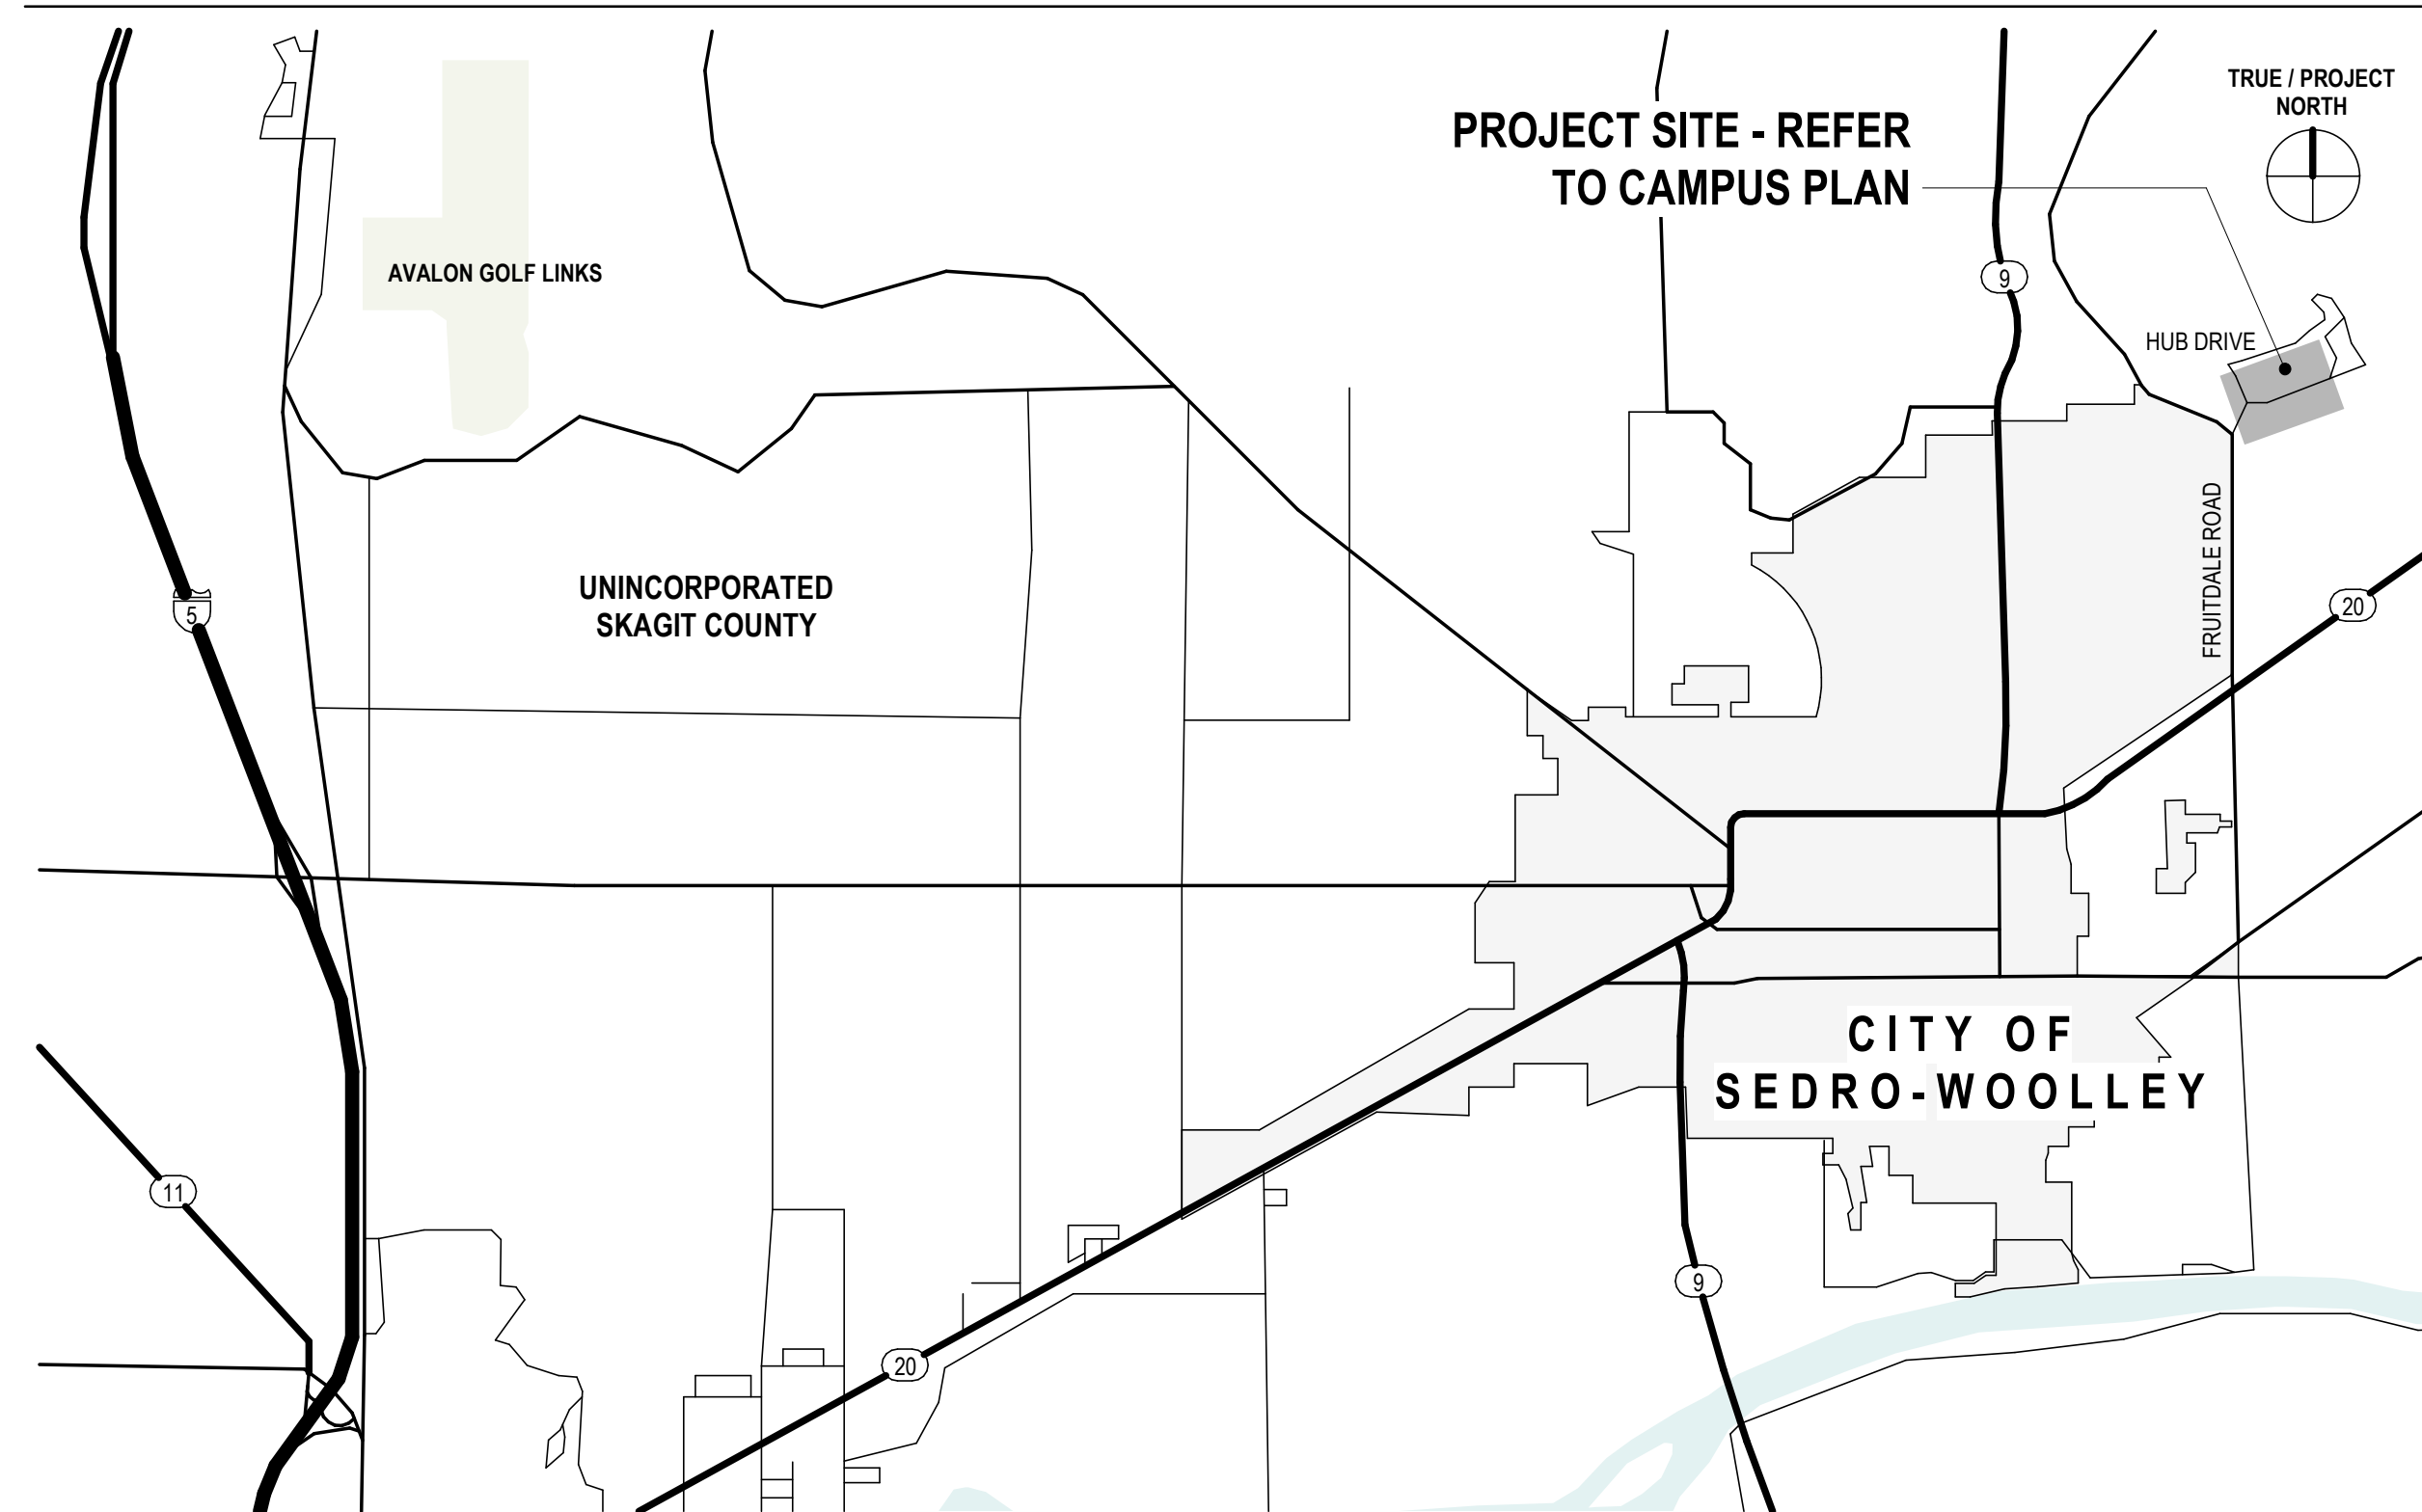 TRUE / PROJECT
NORTH
PROJECT SITE - REFER
TO CAMPUS PLAN
AVALON GOLF LINKS
9
HUB DRIVE
FRUITDALE ROAD
UNINCORPORATED
SKAGIT COUNTY
5
20
CITY OF
SEDRO-WOOLLEY
11
9
20